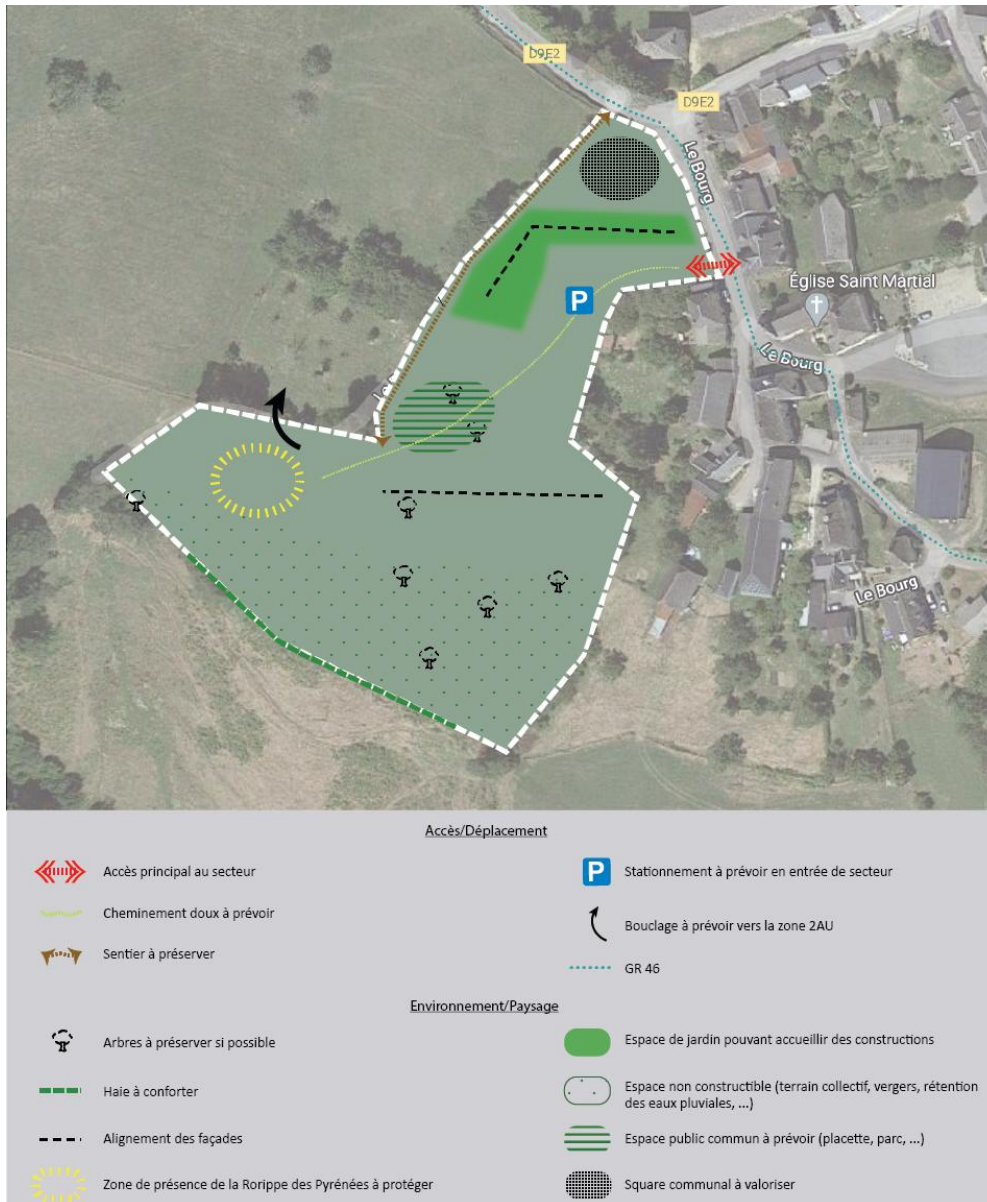 D9E2
D9E2
Le Bourg
Église Saint Martial
Le Bourg
P
Le Bourg
Accès/Déplacement
Accès principal au secteur
P
Stationnement à prévoir en entrée de secteur
Cheminement doux à prévoir
Bouclage à prévoir vers la zone 2AU
Sentier à préserver
GR 46
Environnement/Paysage
Arbres à préserver si possible
Espace de jardin pouvant accueillir des constructions
Haie à conforter
Espace non constructible (terrain collectif, vergers, rétention
des eaux pluviales, ...)
Alignement des façades
Espace public commun à prévoir (placette, parc, ...)
Zone de présence de la Rorippe des Pyrénées à protéger
Square communal à valoriser